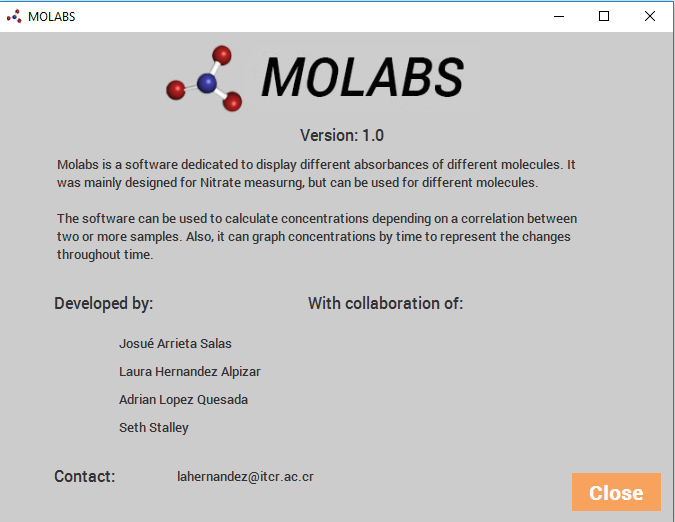 MOLABS
MOLABS
Version: 1.0
Molabs is a software dedicated to display different absorbances of different molecules. It
was mainly designed for Nitrate measurng, but can be used for different molecules.
The software can be used to calculate concentrations depending on a correlation between
two or more samples. Also, it can graph concentrations by time to represent the changes
throughout time.
Developed by:
With collaboration of:
Josué Arrieta Salas
Laura Hernandez Alpizar
Adrian Lopez Quesada
Seth Stalley
Contact:
lahernandez@itcr.ac.cr
Close